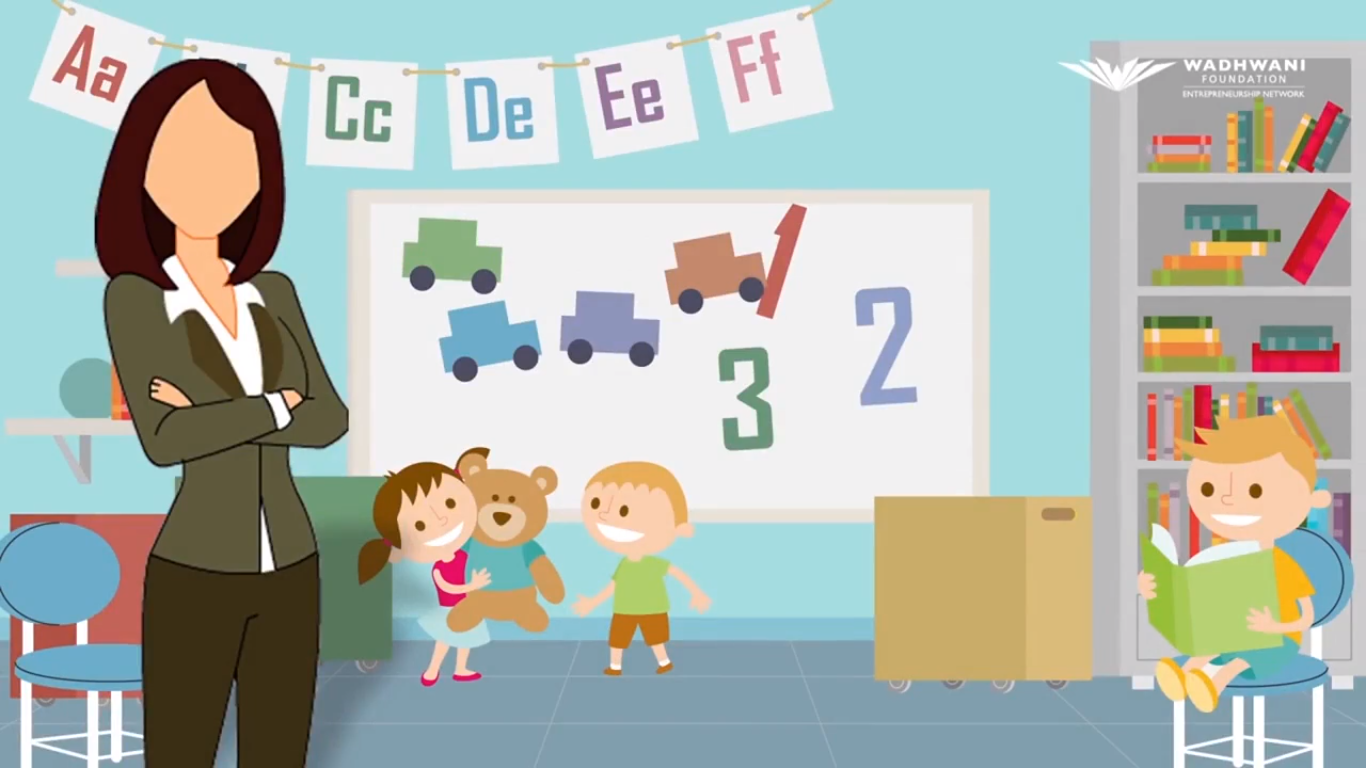 Aa Cc De Ee Ff
WADHWANI
FOUNDATION
ENTREPRENEURSHIP NETWORK
2
3